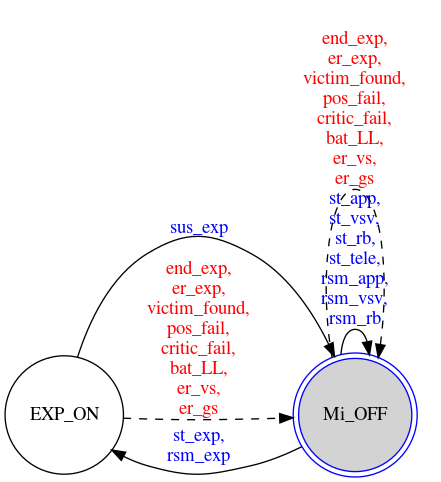 end_exp,
er_exp,
victim_found,
pos_fail,
critic_fail,
bat_LL,
er_vs,
er_gs
st_app,
st_vsv,
st_rb,
st_tele,
rsm_app,
rsm_vsv,
rsm_rb
sus_exp
end_exp,
er_exp,
victim_found,
pos_fail,
critic_fail,
bat_LL,
er_vs,
er_gs
EXP_ON
Mi_OFF
st_exp,
rsm_exp